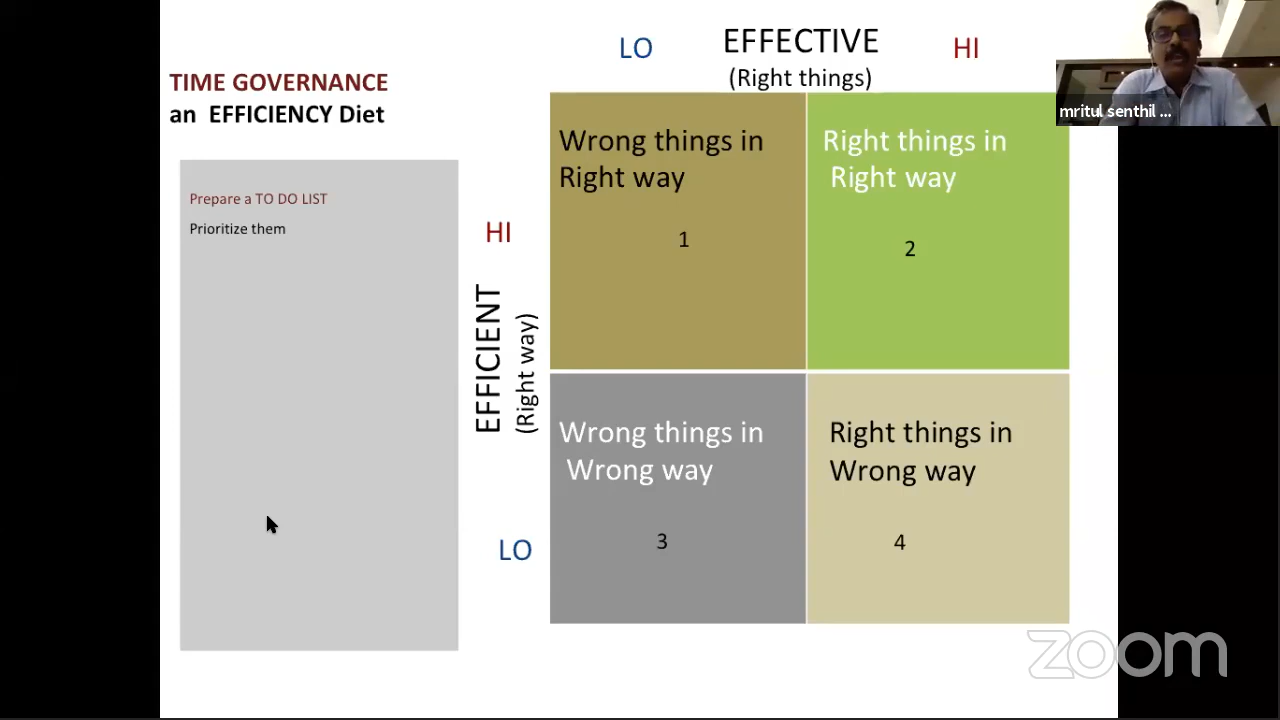 LO
EFFECTIVE
HI
(Right things)
mritul senthil ...
TIME GOVERNANCE
an EFFICIENCY Diet
Prepare a TO DO LIST
Prioritize them
HI
EFFICIENT
(Right way)
LO
Wrong things in
Right way
1
Right things in
Right way
2
Wrong things in
Wrong way
3
Right things in
Wrong way
4
zoom